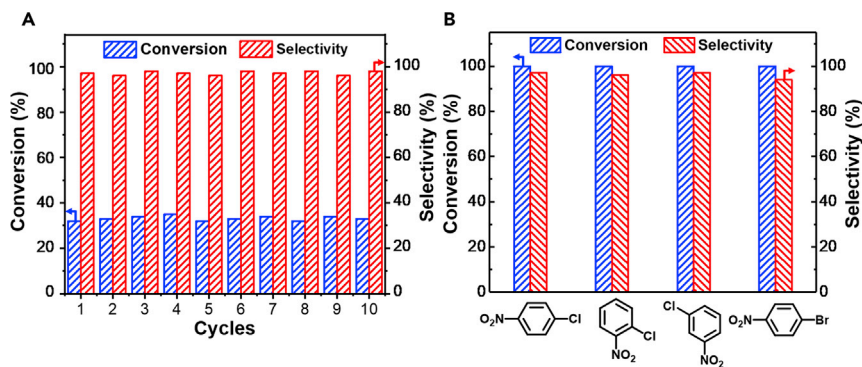 A
Conversion
Selectivity
Conversion (%)
100
80
60
40
20
0
1 2 3 4 5 6 7 8 9 10
Cycles
100
80
60
40
20
0
Selectivity (%)
B
Conversion
Selectivity
Conversion (%)
100
80
60
40
20
0
100
80
60
40
20
0
Selectivity (%)
O₂N
Cl
Cl
NO₂
Cl
NO₂
O₂N
Br